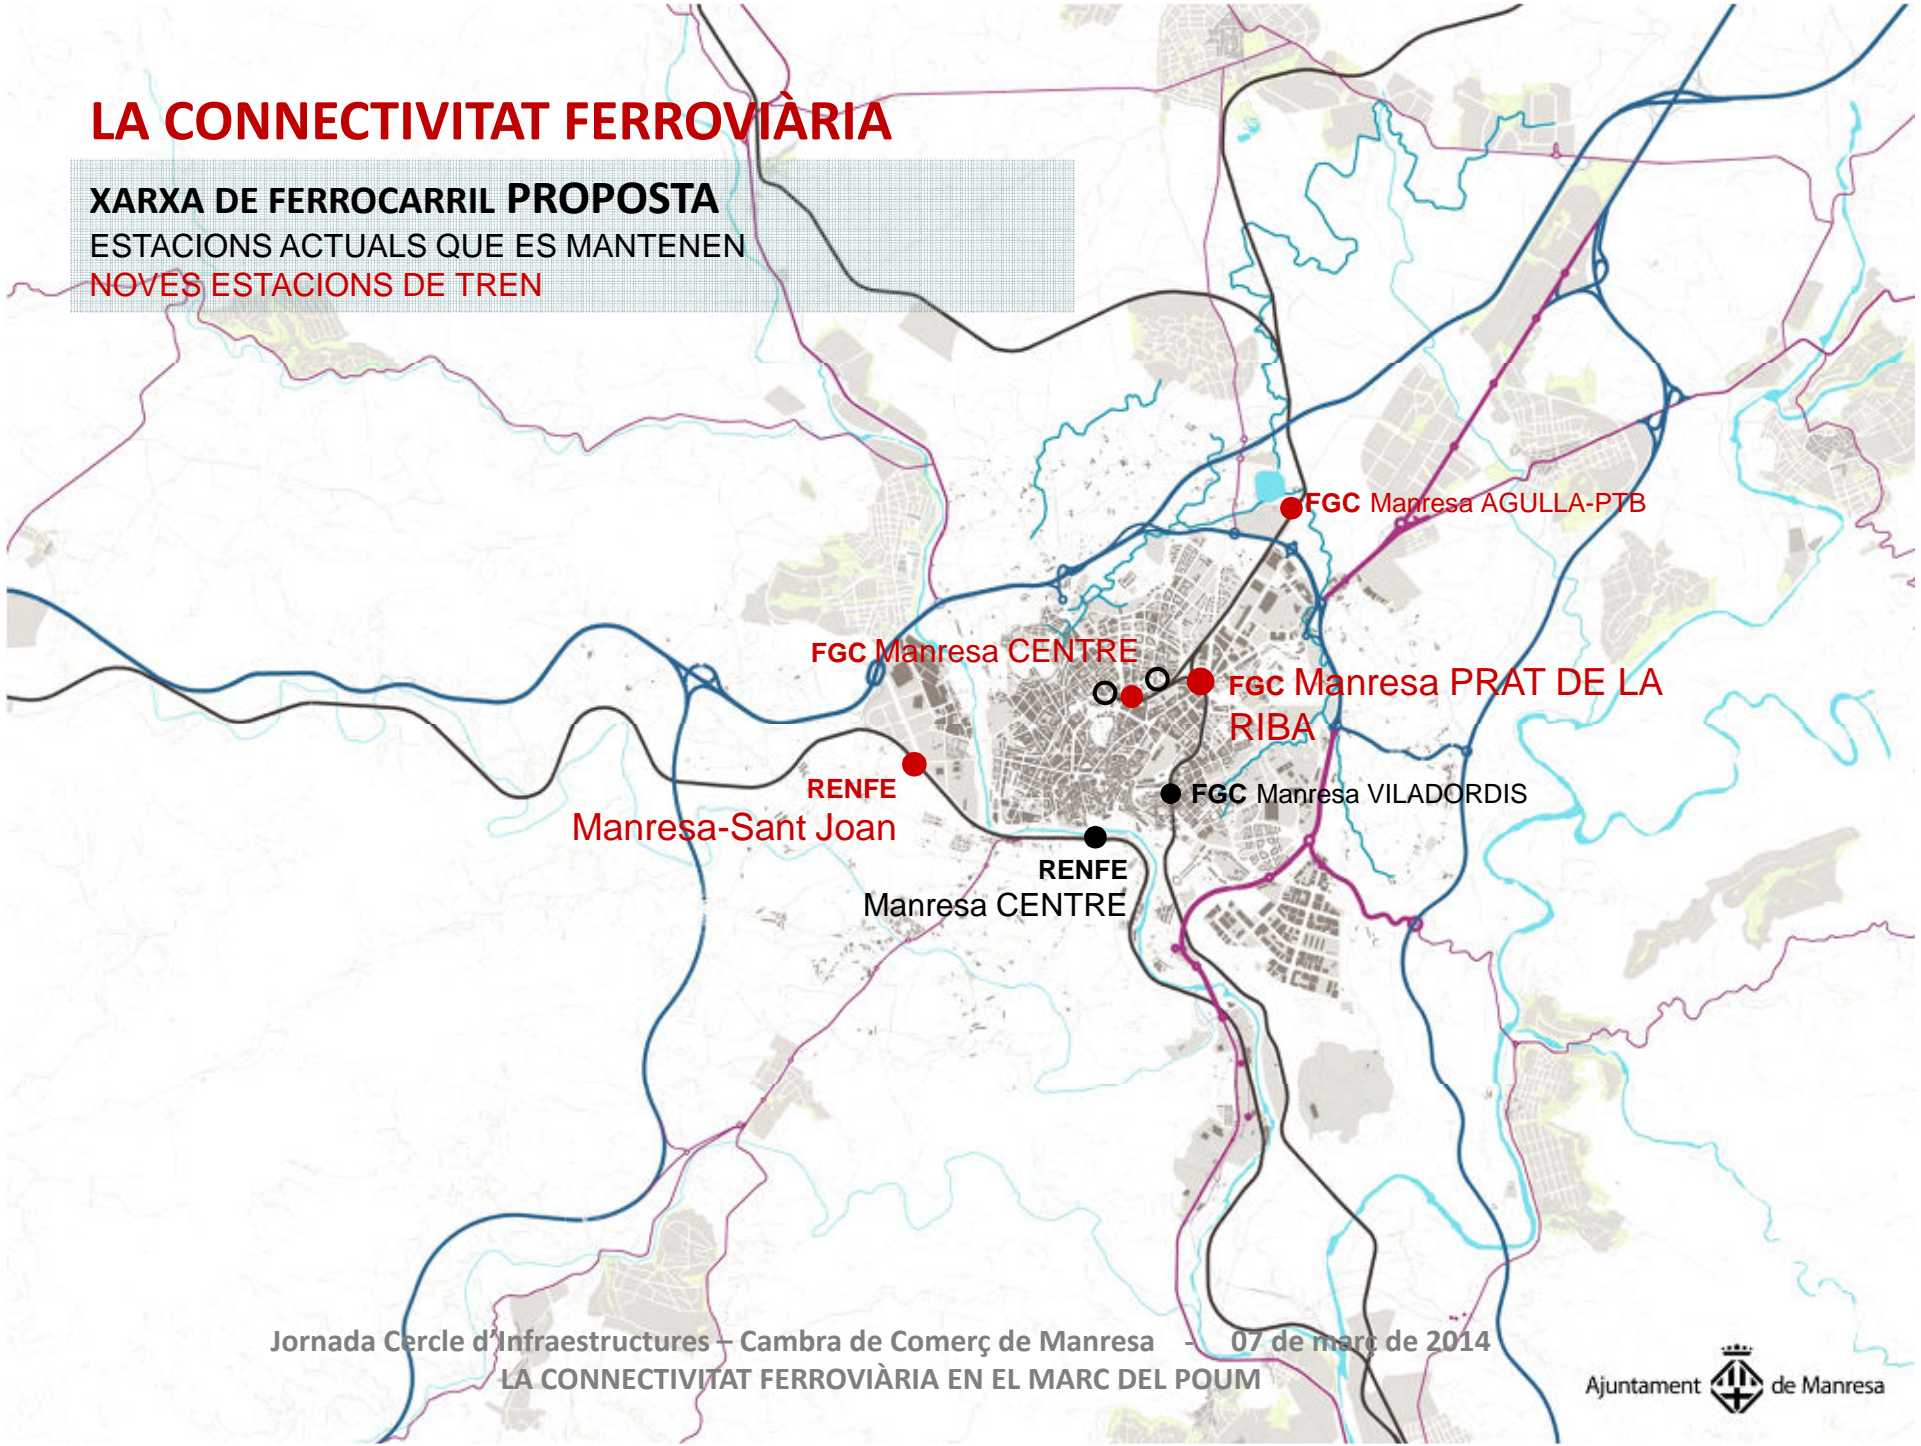 LA CONNECTIVITAT FERROVIÀRIA
XARXA DE FERROCARRIL PROPOSTA
ESTACIONS ACTUALS QUE ES MANTENEN
NOVES ESTACIONS DE TREN
FGC Manresa AGULLA-PTB
FGC Manresa CENTRE
FGC Manresa PRAT DE LA
RIBA
RENFE
Manresa-Sant Joan
FGC Manresa VILADORDIS
RENFE
Manresa CENTRE
Jornada Cercle d'Infraestructures – Cambra de Comerç de Manresa - 07 de març de 2014
LA CONNECTIVITAT FERROVIÀRIA EN EL MARC DEL POUM
Ajuntament de Manresa